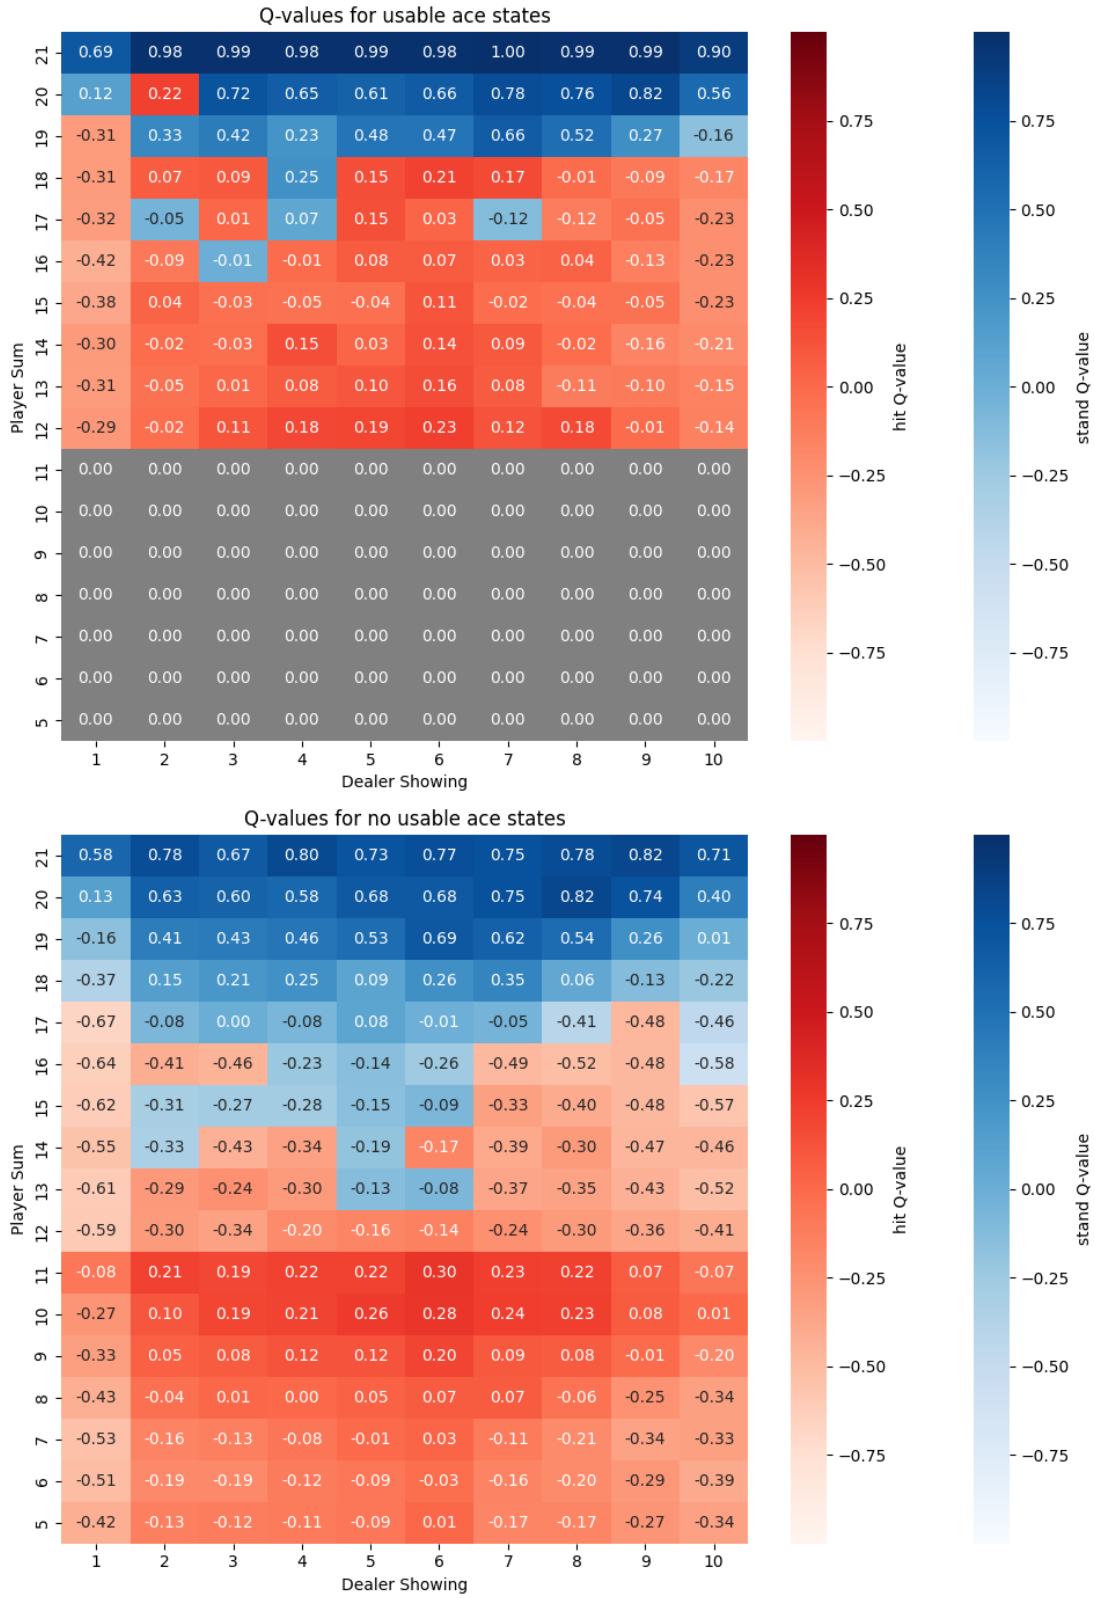 Q-values for usable ace states
21 0.69 0.98 0.99 0.98 0.99 0.98 1.00 0.99 0.99 0.90
20 0.12 0.22 0.72 0.65 0.61 0.66 0.78 0.76 0.82 0.56
19 -0.31 0.33 0.42 0.23 0.48 0.47 0.66 0.52 0.27 -0.16
18 -0.31 0.07 0.09 0.25 0.15 0.21 0.17 -0.01 -0.09 -0.17
17 -0.32 -0.05 0.01 0.07 0.15 0.03 -0.12 -0.12 -0.05 -0.23
16 -0.42 -0.09 -0.01 -0.01 0.08 0.07 0.03 0.04 -0.13 -0.23
15 -0.38 0.04 -0.03 -0.05 -0.04 0.11 -0.02 -0.04 -0.05 -0.23
14 -0.30 -0.02 -0.03 0.15 0.03 0.14 0.09 -0.02 -0.16 -0.21
13 -0.31 -0.05 0.01 0.08 0.10 0.16 0.08 -0.11 -0.10 -0.15
12 -0.29 -0.02 0.11 0.18 0.19 0.23 0.12 0.18 -0.01 -0.14
11 0.00 0.00 0.00 0.00 0.00 0.00 0.00 0.00 0.00 0.00
10 0.00 0.00 0.00 0.00 0.00 0.00 0.00 0.00 0.00 0.00
9 0.00 0.00 0.00 0.00 0.00 0.00 0.00 0.00 0.00 0.00
8 0.00 0.00 0.00 0.00 0.00 0.00 0.00 0.00 0.00 0.00
7 0.00 0.00 0.00 0.00 0.00 0.00 0.00 0.00 0.00 0.00
6 0.00 0.00 0.00 0.00 0.00 0.00 0.00 0.00 0.00 0.00
5 0.00 0.00 0.00 0.00 0.00 0.00 0.00 0.00 0.00 0.00
1 2 3 4 5 6 7 8 9 10
Dealer Showing
Player Sum
0.75
0.50
0.25
0.00
−0.25
−0.50
−0.75
hit Q-value
0.75
0.50
0.25
0.00
−0.25
−0.50
−0.75
stand Q-value
Q-values for no usable ace states
21 0.58 0.78 0.67 0.80 0.73 0.77 0.75 0.78 0.82 0.71
20 0.13 0.63 0.60 0.58 0.68 0.68 0.75 0.82 0.74 0.40
19 -0.16 0.41 0.43 0.46 0.53 0.69 0.62 0.54 0.26 0.01
18 -0.37 0.15 0.21 0.25 0.09 0.26 0.35 0.06 -0.13 -0.22
17 -0.67 -0.08 0.00 -0.08 0.08 -0.01 -0.05 -0.41 -0.48 -0.46
16 -0.64 -0.41 -0.46 -0.23 -0.14 -0.26 -0.49 -0.52 -0.48 -0.58
15 -0.62 -0.31 -0.27 -0.28 -0.15 -0.09 -0.33 -0.40 -0.48 -0.57
14 -0.55 -0.33 -0.43 -0.34 -0.19 -0.17 -0.39 -0.30 -0.47 -0.46
13 -0.61 -0.29 -0.24 -0.30 -0.13 -0.08 -0.37 -0.35 -0.43 -0.52
12 -0.59 -0.30 -0.34 -0.20 -0.16 -0.14 -0.24 -0.30 -0.36 -0.41
11 -0.08 0.21 0.19 0.22 0.22 0.30 0.23 0.22 0.07 -0.07
10 -0.27 0.10 0.19 0.21 0.26 0.28 0.24 0.23 0.08 0.01
9 -0.33 0.05 0.08 0.12 0.12 0.20 0.09 0.08 -0.01 -0.20
8 -0.43 -0.04 0.01 0.00 0.05 0.07 0.07 -0.06 -0.25 -0.34
7 -0.53 -0.16 -0.13 -0.08 -0.01 0.03 -0.11 -0.21 -0.34 -0.33
6 -0.51 -0.19 -0.19 -0.12 -0.09 -0.03 -0.16 -0.20 -0.29 -0.39
5 -0.42 -0.13 -0.12 -0.11 -0.09 0.01 -0.17 -0.17 -0.27 -0.34
1 2 3 4 5 6 7 8 9 10
Dealer Showing
Player Sum
0.75
0.50
0.25
0.00
−0.25
−0.50
−0.75
hit Q-value
0.75
0.50
0.25
0.00
−0.25
−0.50
−0.75
stand Q-value